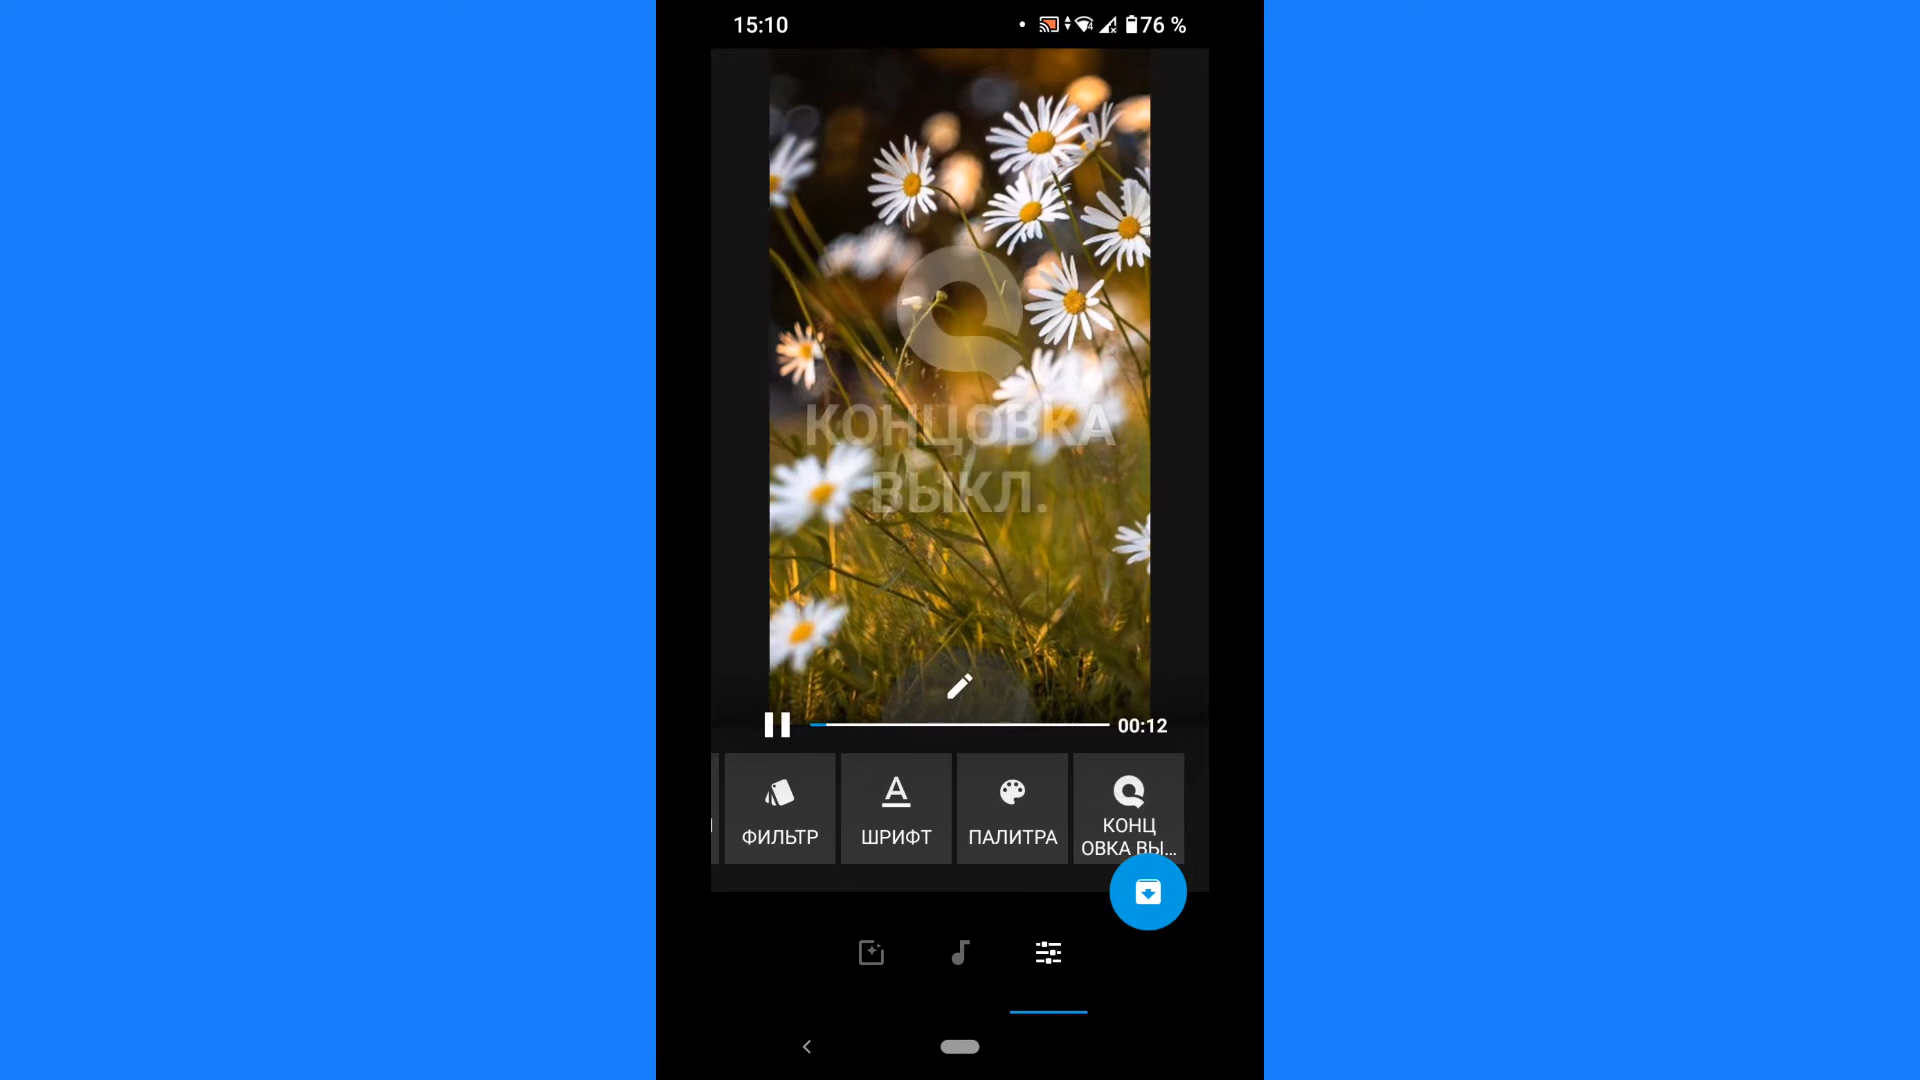 15:10
76 %
КОНЦОВКА
ВЫКЛ.
00:12
ФИЛЬТР
ШРИФТ
ПАЛИТРА
КОНЦ
ОВКА ВЫ...